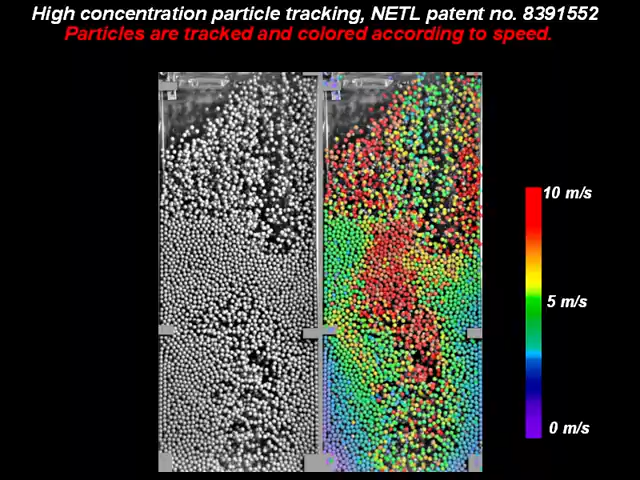 High concentration particle tracking, NETL patent no. 8391552
Particles are tracked and colored according to speed.
10 m/s
5 m/s
0 m/s